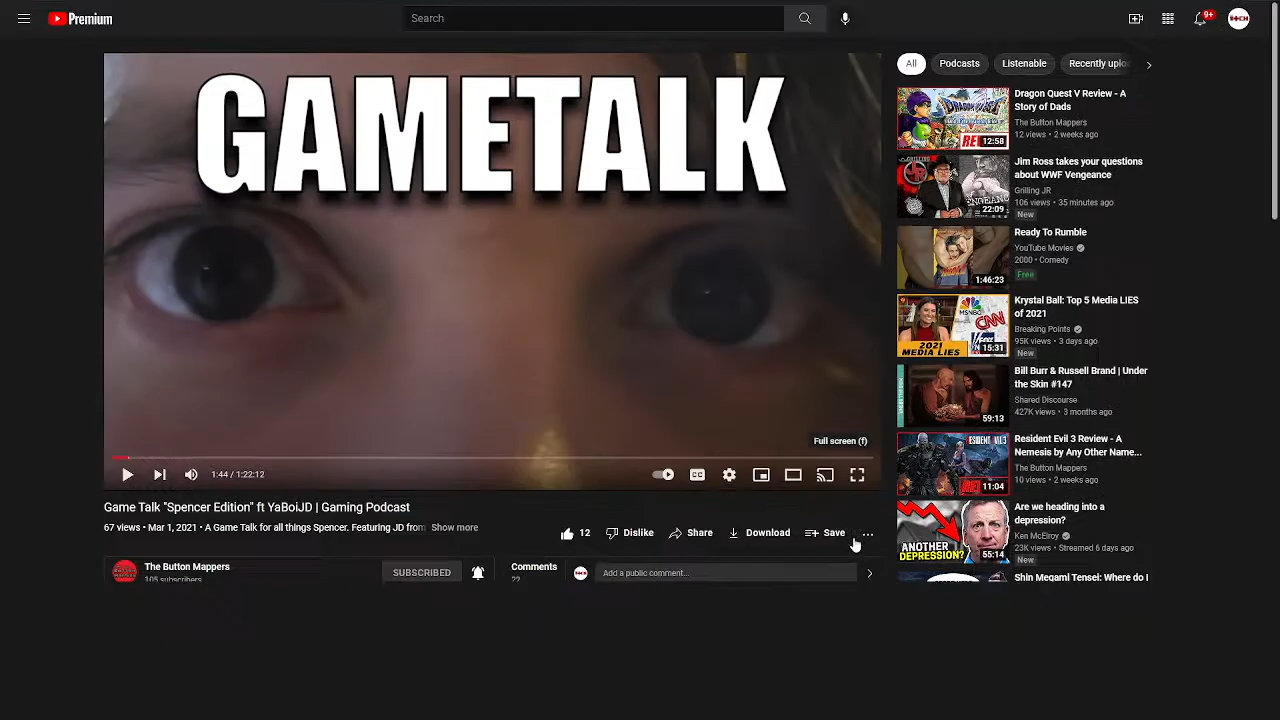 Premium
Search
9+
GAMETALK
Full screen (f)
1:44 / 1:22:12
CC
Game Talk "Spencer Edition" ft YaBoiJD | Gaming Podcast
67 views • Mar 1, 2021 • A Game Talk for all things Spencer. Featuring JD from Show more
12 Dislike Share Download Save
The Button Mappers
105 subscribers
SUBSCRIBED
Comments
22
Add a public comment...
All Podcasts Listenable Recently uplo
12:58
Dragon Quest V Review - A
Story of Dads
The Button Mappers
12 views • 2 weeks ago
22:09
Jim Ross takes your questions
about WWF Vengeance
Grilling JR
106 views • 35 minutes ago
New
1:46:23
Ready To Rumble
YouTube Movies
2000 • Comedy
Free
MSNBC
CNN
2021
MEDIA LIES
15:31
Krystal Ball: Top 5 Media LIES
of 2021
Breaking Points
95K views • 3 days ago
New
59:13
Bill Burr & Russell Brand | Under
the Skin #147
Shared Discourse
427K views • 3 months ago
RESIDENT EVIL 3
11:04
Resident Evil 3 Review - A
Nemesis by Any Other Name...
The Button Mappers
10 views • 2 weeks ago
ANOTHER
DEPRESSION?
55:14
Are we heading into a
depression?
Ken McElroy
23K views • Streamed 6 days ago
New
Shin Megami Tensei: Where do I